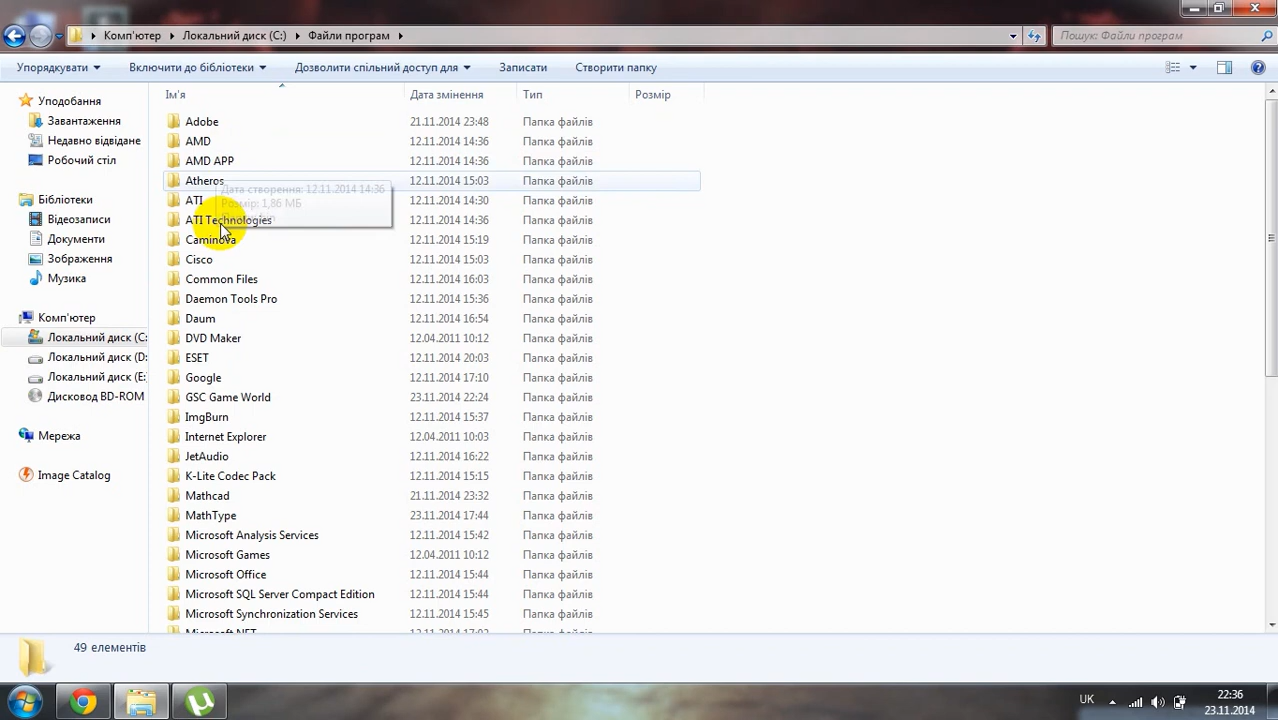 Комп'ютер Локальний диск (C:) Файли програм Пошук: Файли програм
Упорядкувати Включити до бібліотеки Дозволити спільний доступ для Записати Створити папку
Уподобання
Завантаження
Недавно відвідане
Робочий стіл
Бібліотеки
Відеозаписи
Документи
Зображення
Музика
Комп'ютер
Локальний диск (C:
Локальний диск (D:
Локальний диск (E:
Дисковод BD-ROM
Мережа
Image Catalog
Ім'я Дата змінення Тип Розмір
Adobe 21.11.2014 23:48 Папка файлів
AMD 12.11.2014 14:36 Папка файлів
AMD APP 12.11.2014 14:36 Папка файлів
Atheros 12.11.2014 15:03 Папка файлів
Дата створення: 12.11.2014 14:36
ATI 12.11.2014 14:30 Папка файлів
Розмір: 1,86 МБ
ATI Technologies 12.11.2014 14:36 Папка файлів
Caminova 12.11.2014 15:19 Папка файлів
Cisco 12.11.2014 15:03 Папка файлів
Common Files 12.11.2014 16:03 Папка файлів
Daemon Tools Pro 12.11.2014 15:36 Папка файлів
Daum 12.11.2014 16:54 Папка файлів
DVD Maker 12.04.2011 10:12 Папка файлів
ESET 12.11.2014 20:03 Папка файлів
Google 12.11.2014 17:10 Папка файлів
GSC Game World 23.11.2014 22:24 Папка файлів
ImgBurn 12.11.2014 15:37 Папка файлів
Internet Explorer 12.04.2011 10:03 Папка файлів
JetAudio 12.11.2014 16:22 Папка файлів
K-Lite Codec Pack 12.11.2014 15:15 Папка файлів
Mathcad 21.11.2014 23:32 Папка файлів
MathType 23.11.2014 17:44 Папка файлів
Microsoft Analysis Services 12.11.2014 15:42 Папка файлів
Microsoft Games 12.04.2011 10:12 Папка файлів
Microsoft Office 12.11.2014 15:44 Папка файлів
Microsoft SQL Server Compact Edition 12.11.2014 15:44 Папка файлів
Microsoft Synchronization Services 12.11.2014 15:45 Папка файлів
Microsoft.NET 12.11.2014 17:02 Папка файлів
49 елементів
UK
22:36
23.11.2014